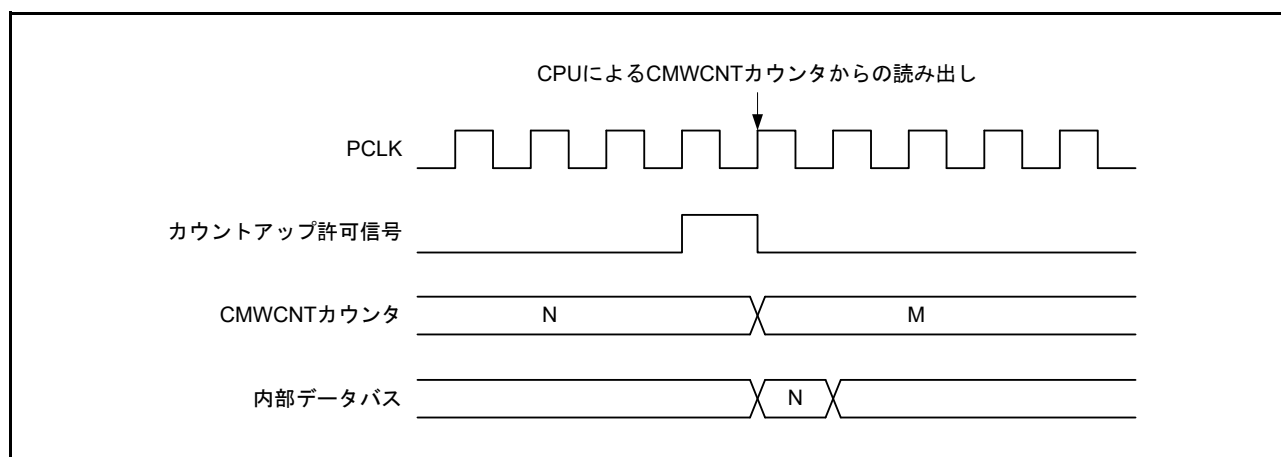 CPUによるCMWCNTカウンタからの読み出し
PCLK
カウントアップ許可信号
CMWCNTカウンタ
N
M
内部データバス
N